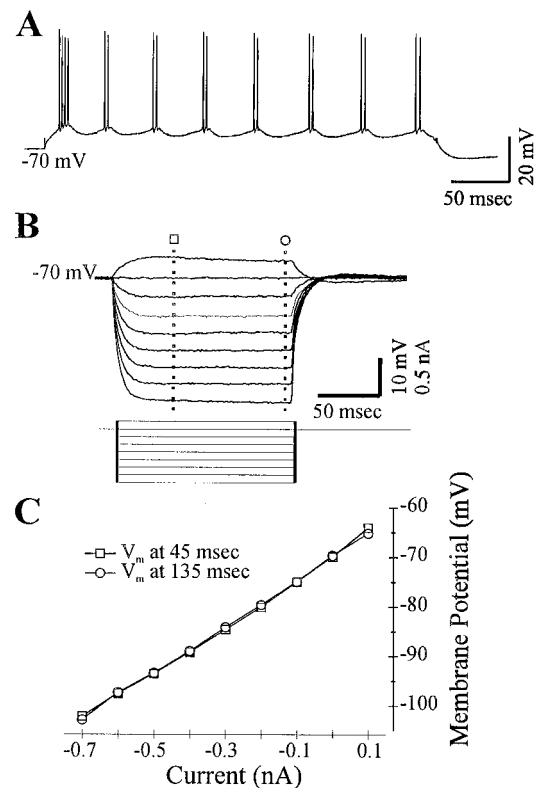 A
-70 mV
20 mV
50 msec
B
-70 mV
10 mV
0.5 nA
50 msec
C
Vm at 45 msec
Vm at 135 msec
-60
-70
-80
-90
-100
Membrane Potential (mV)
-0.7 -0.5 -0.3 -0.1 0.1
Current (nA)